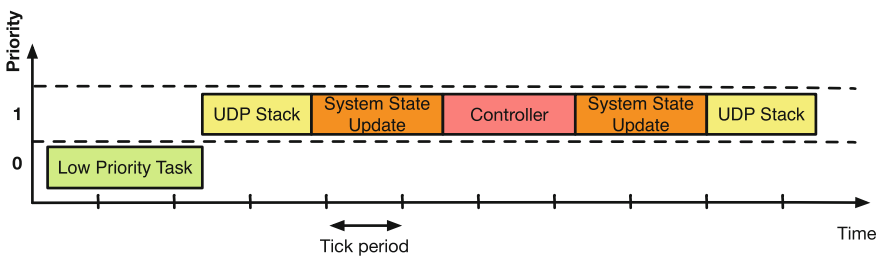 Priority
1
UDP Stack
System State
Update
Controller
System State
Update
UDP Stack
0
Low Priority Task
Time
Tick period